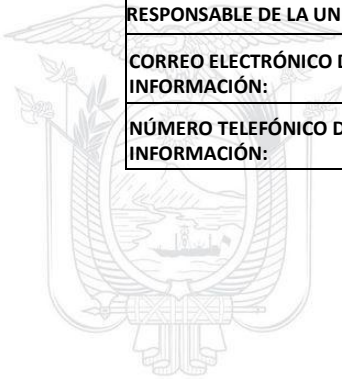 RESPONSABLE DE LA UN
CORREO ELECTRÓNICO
INFORMACIÓN:
NÚMERO TELEFÓNICO D
INFORMACIÓN: